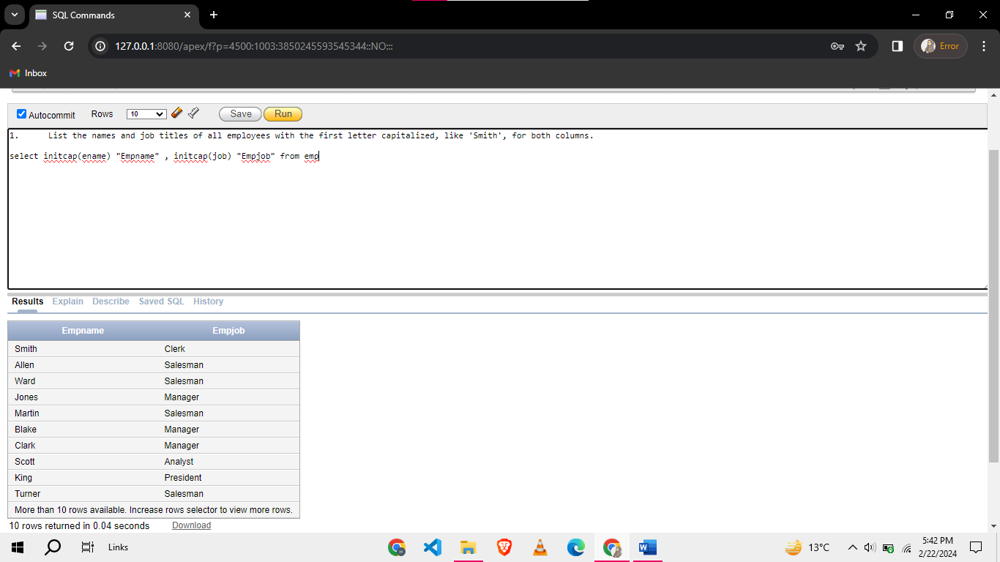 SQL Commands
127.0.0.1:8080/apex/f?p=4500:1003:3850245593545344::NO:::
Error
Inbox
Autocommit Rows 10 Save Run
1. List the names and job titles of all employees with the first letter capitalized, like 'Smith', for both columns.
select initcap(ename) "Empname" , initcap(job) "Empjob" from emp
Results Explain Describe Saved SQL History
Empname Empjob
Smith Clerk
Allen Salesman
Ward Salesman
Jones Manager
Martin Salesman
Blake Manager
Clark Manager
Scott Analyst
King President
Turner Salesman
More than 10 rows available. Increase rows selector to view more rows.
10 rows returned in 0.04 seconds Download
Links
13°C
5:42 PM
2/22/2024